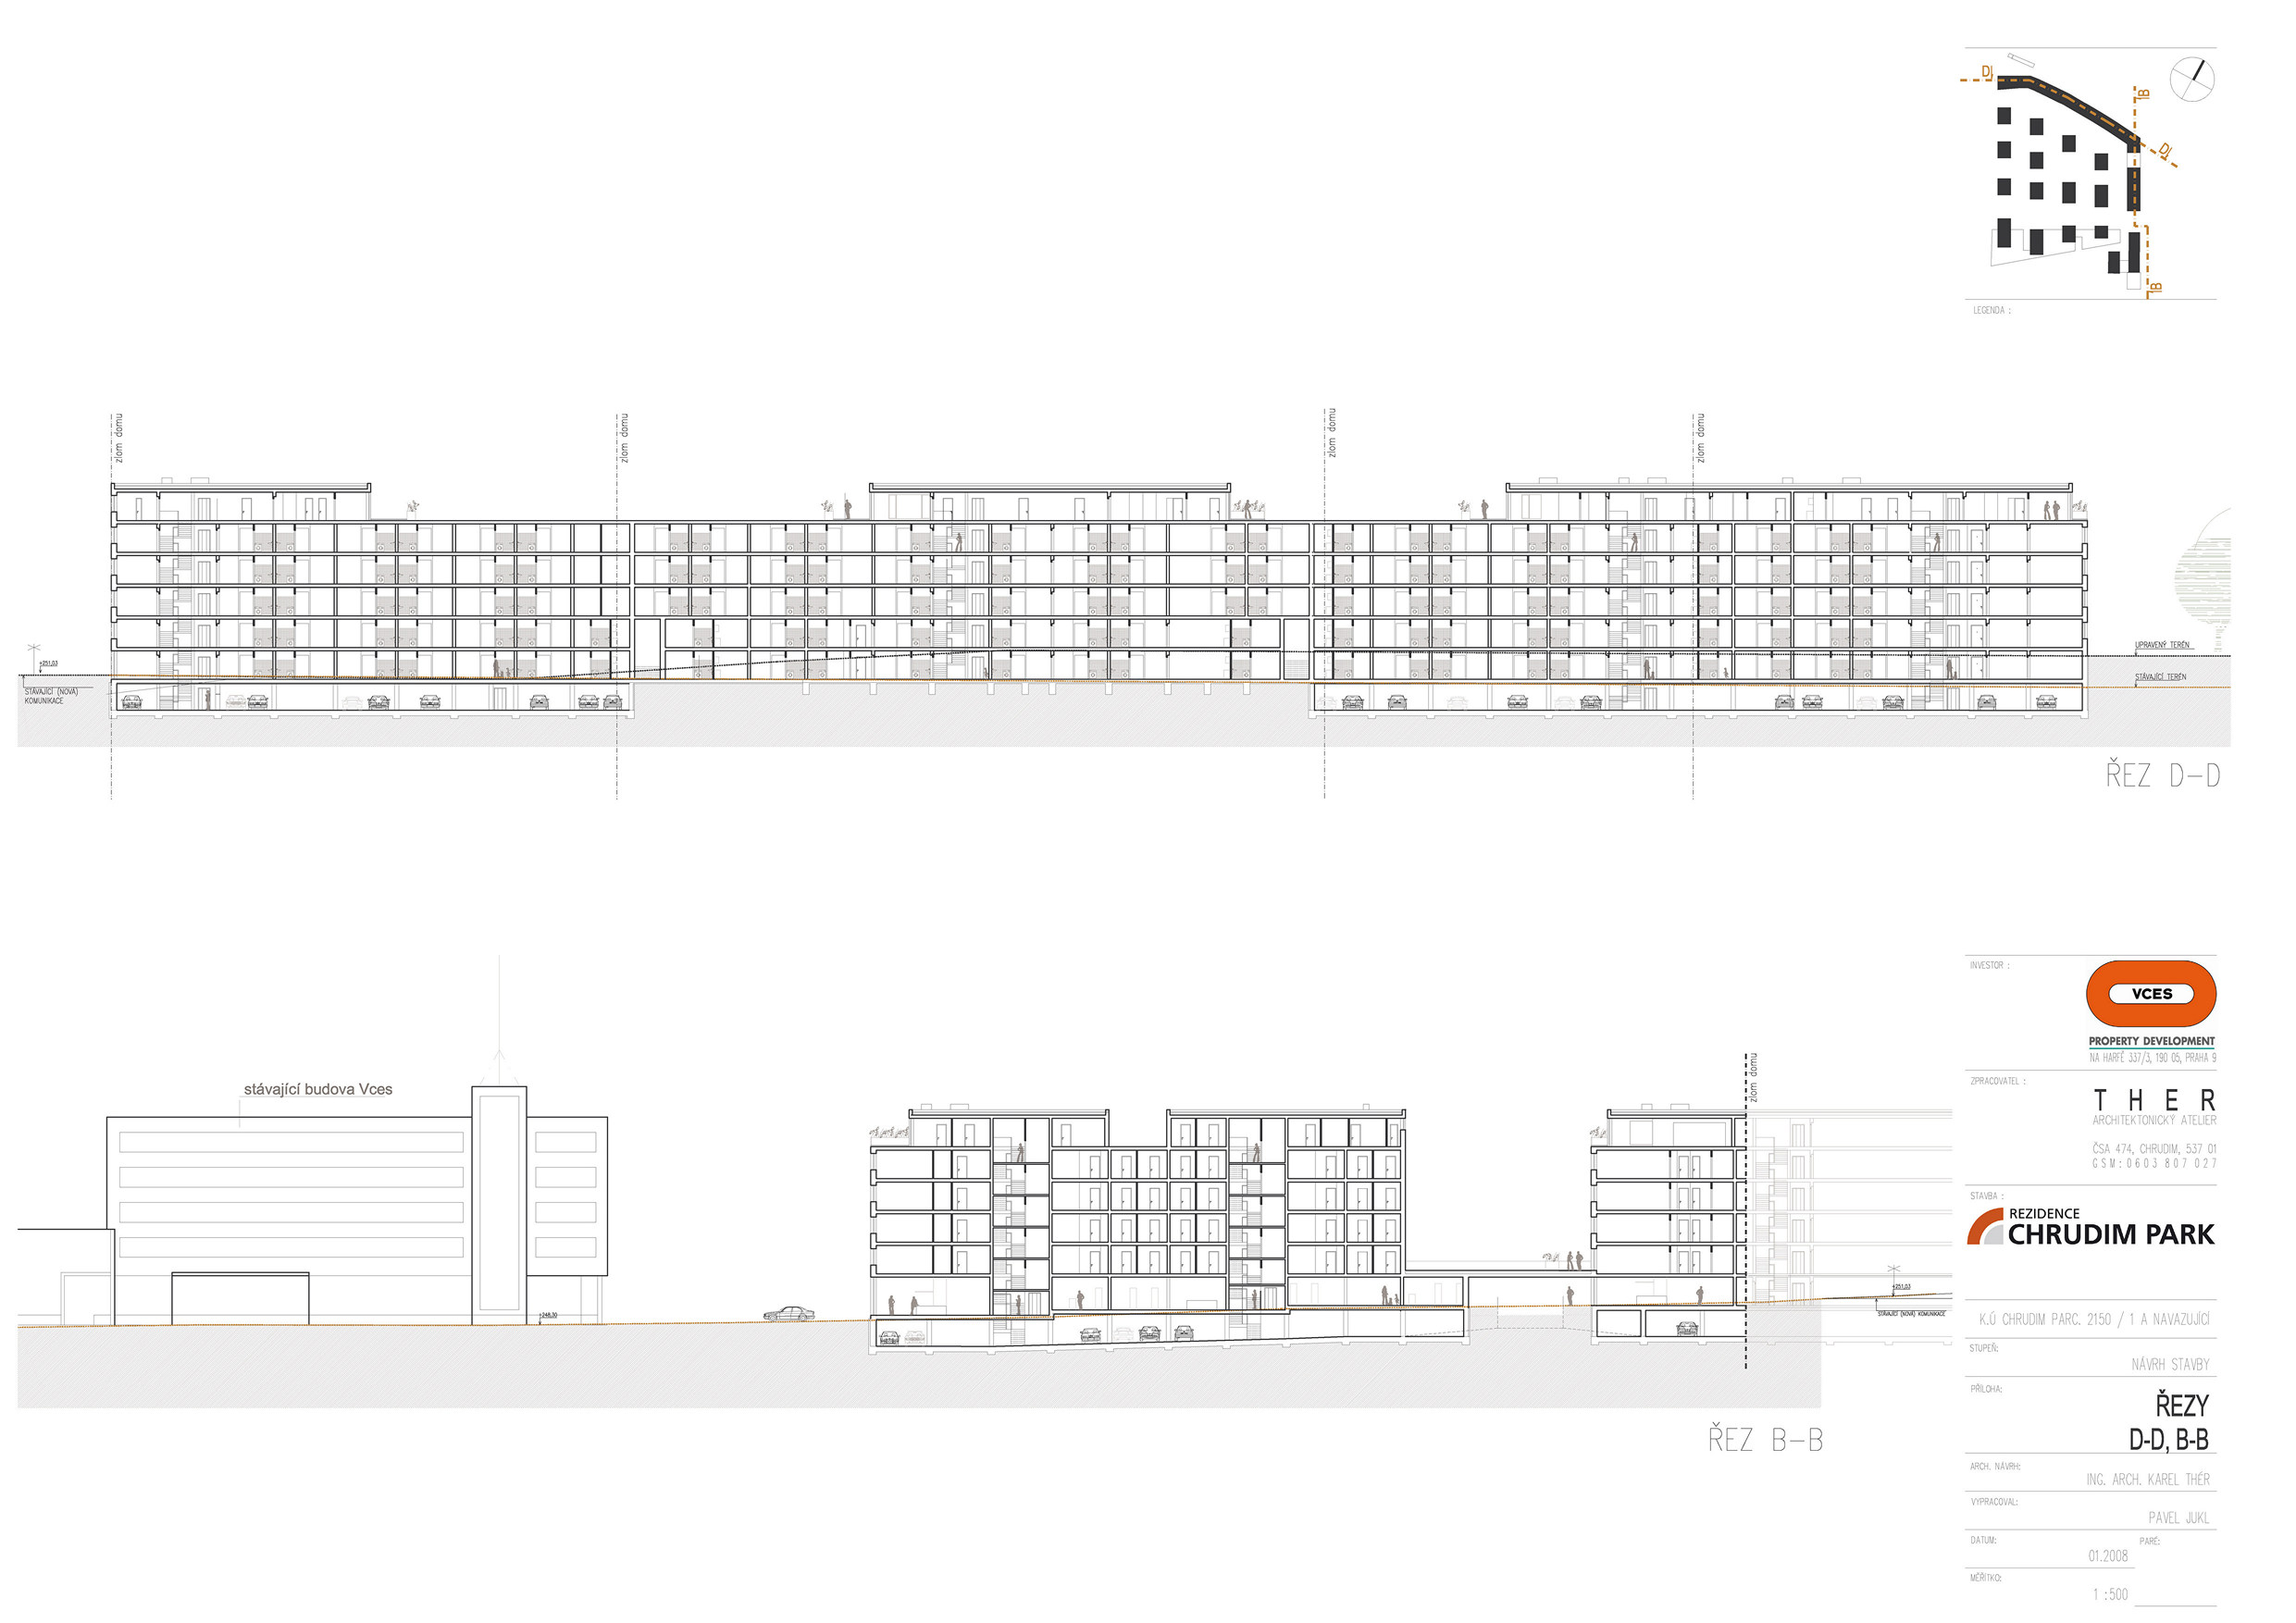 D
B
D
B
LEGENDA :
zlom domu
zlom domu
zlom domu
zlom domu
+251,03
STÁVAJÍCÍ (NOVÁ)
KOMUNIKACE
UPRAVENÝ TERÉN
STÁVAJÍCÍ TERÉN
ŘEZ D-D
stávající budova Vces
+248,30
zlom domu
+251,03
STÁVAJÍCÍ (NOVÁ) KOMUNIKACE
ŘEZ B-B
INVESTOR :
VCES
PROPERTY DEVELOPMENT
NA HARFĚ 337/3, 190 05, PRAHA 9
ZPRACOVATEL :
THER
ARCHITEKTONICKÝ ATELIER
ČSA 474, CHRUDIM, 537 01
GSM:0603 807 027
STAVBA :
REZIDENCE
CHRUDIM PARK
K.Ú CHRUDIM PARC. 2150 / 1 A NAVAZUJÍCÍ
STUPEŇ:
NÁVRH STAVBY
PŘÍLOHA:
ŘEZY
D-D, B-B
ARCH. NÁVRH:
ING. ARCH. KAREL THÉR
VYPRACOVAL:
PAVEL JUKL
DATUM:
PARÉ:
01.2008
MĚŘÍTKO:
1 :500